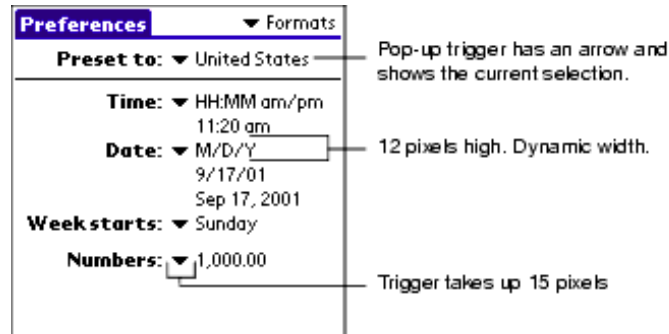 Preferences
Formats
Preset to: United States
Pop-up trigger has an arrow and
shows the current selection.
Time: HH:MM am/pm
11:20 am
Date: M/D/Y
12 pixels high. Dynamic width.
9/17/01
Sep 17, 2001
Week starts: Sunday
Numbers: 1,000.00
Trigger takes up 15 pixels